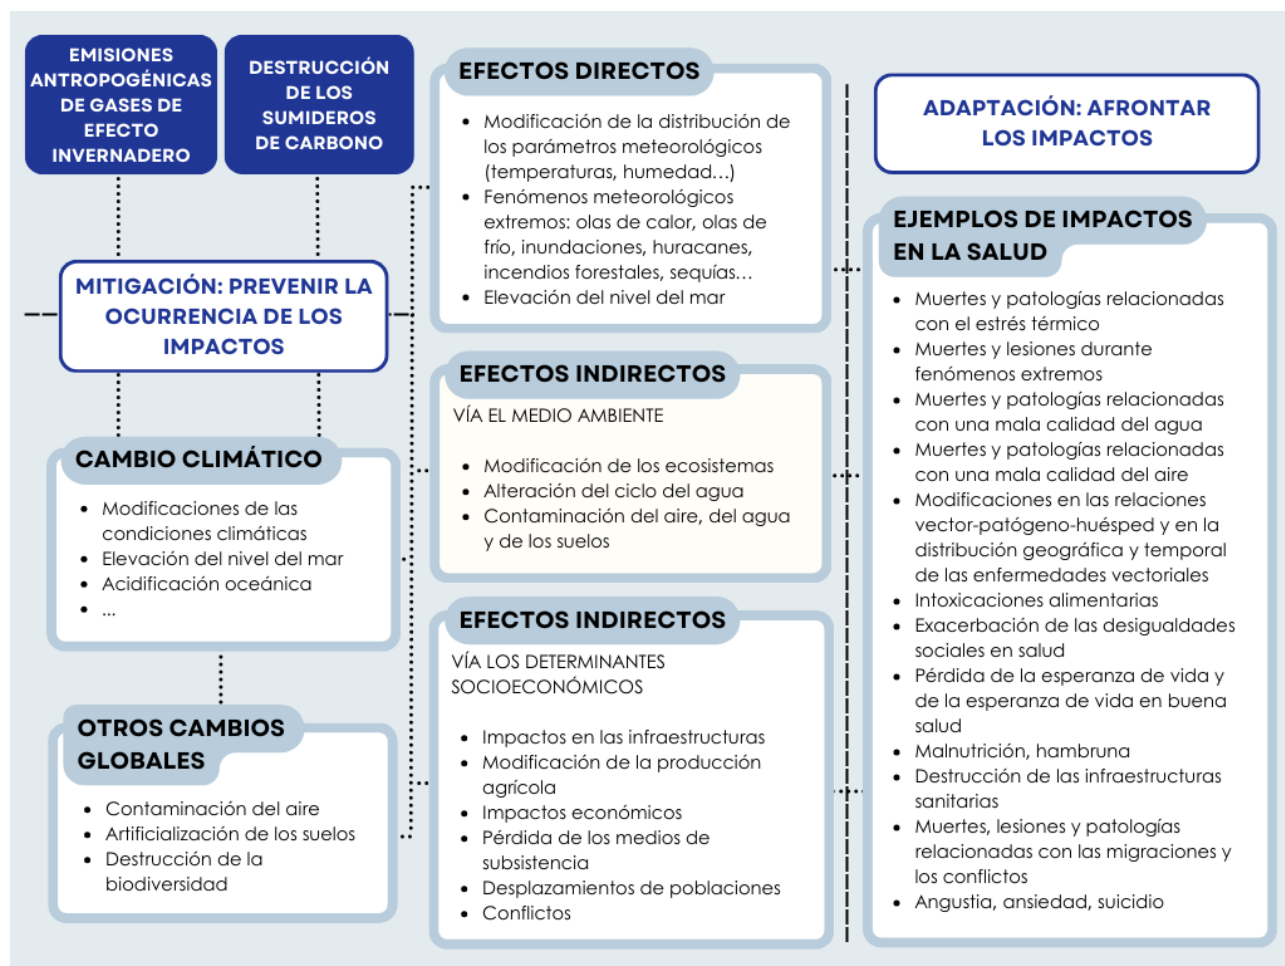 EMISIONES
ANTROPOGÉNICAS
DE GASES DE
EFECTO
INVERNADERO
DESTRUCCIÓN
DE LOS
SUMIDEROS
DE CARBONO
MITIGACIÓN: PREVENIR LA
OCURRENCIA DE LOS
IMPACTOS
CAMBIO CLIMÁTICO
• Modificaciones de las
condiciones climáticas
• Elevación del nivel del mar
• Acidificación oceánica
• ...
OTROS CAMBIOS
GLOBALES
• Contaminación del aire
• Artificialización de los suelos
• Destrucción de la
biodiversidad
EFECTOS DIRECTOS
• Modificación de la distribución de
los parámetros meteorológicos
(temperaturas, humedad...)
• Fenómenos meteorológicos
extremos: olas de calor, olas de
frío, inundaciones, huracanes,
incendios forestales, sequías...
• Elevación del nivel del mar
EFECTOS INDIRECTOS
VÍA EL MEDIO AMBIENTE
• Modificación de los ecosistemas
• Alteración del ciclo del agua
• Contaminación del aire, del agua
y de los suelos
EFECTOS INDIRECTOS
VÍA LOS DETERMINANTES
SOCIOECONÓMICOS
• Impactos en las infraestructuras
• Modificación de la producción
agrícola
• Impactos económicos
• Pérdida de los medios de
subsistencia
• Desplazamientos de poblaciones
• Conflictos
ADAPTACIÓN: AFRONTAR
LOS IMPACTOS
EJEMPLOS DE IMPACTOS
EN LA SALUD
• Muertes y patologías relacionadas
con el estrés térmico
• Muertes y lesiones durante
fenómenos extremos
• Muertes y patologías relacionadas
con una mala calidad del agua
• Muertes y patologías relacionadas
con una mala calidad del aire
• Modificaciones en las relaciones
vector-patógeno-huésped y en la
distribución geográfica y temporal
de las enfermedades vectoriales
• Intoxicaciones alimentarias
• Exacerbación de las desigualdades
sociales en salud
• Pérdida de la esperanza de vida y
de la esperanza de vida en buena
salud
• Malnutrición, hambruna
• Destrucción de las infraestructuras
sanitarias
• Muertes, lesiones y patologías
relacionadas con las migraciones y
los conflictos
• Angustia, ansiedad, suicidio